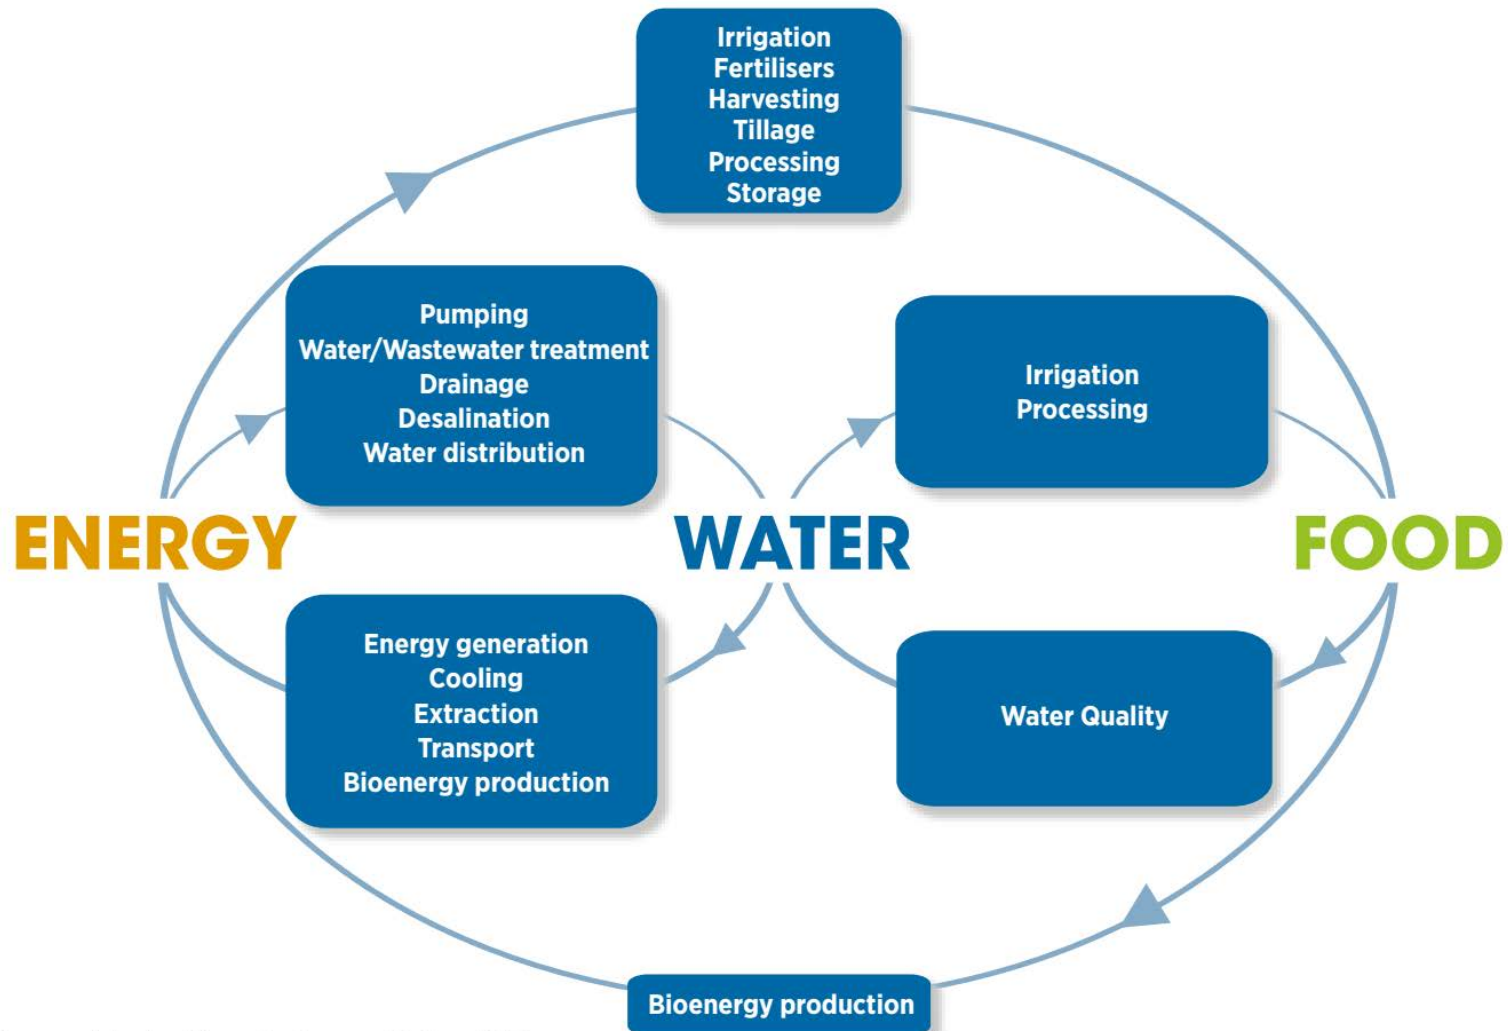 Irrigation
Fertilisers
Harvesting
Tillage
Processing
Storage
Pumping
Water/Wastewater treatment
Drainage
Desalination
Water distribution
Irrigation
Processing
ENERGY
WATER
FOOD
Energy generation
Cooling
Extraction
Transport
Bioenergy production
Water Quality
Bioenergy production